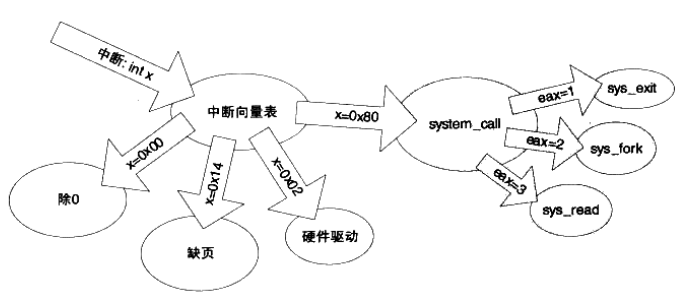 中断: int x
中断向量表
x=0x80
system_call
eax=1
sys_exit
eax=2
sys_fork
eax=3
sys_read
x=0x00
除0
x=0x14
缺页
x=0x02
硬件驱动